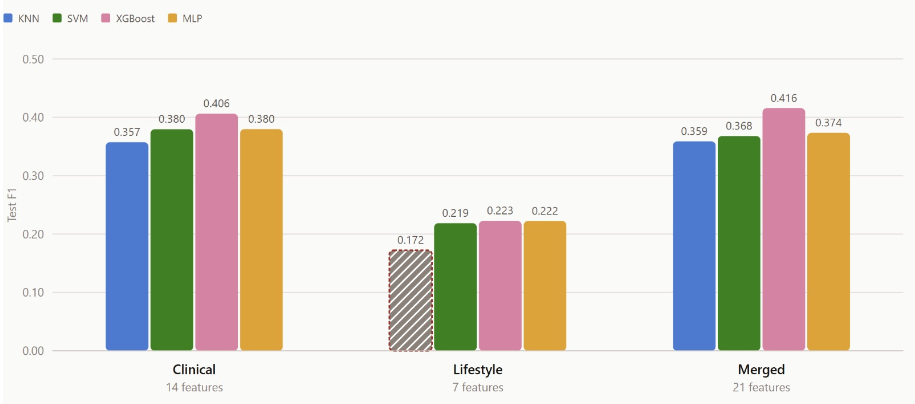 KNN SVM XGBoost MLP
Test F1
0.50
0.40
0.30
0.20
0.10
0.00
0.357 0.380 0.406 0.380
0.172 0.219 0.223 0.222
0.359 0.368 0.416 0.374
Clinical Lifestyle Merged
14 features 7 features 21 features